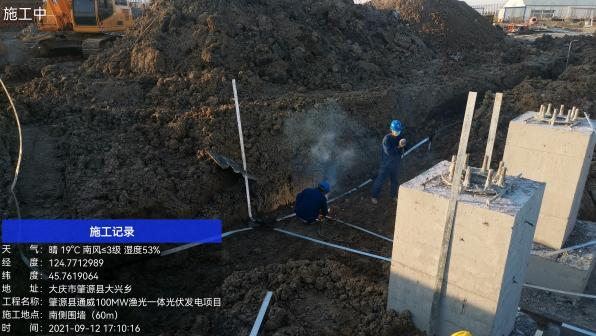 施工中
施工记录
天 气：晴 19℃ 南风≤3级 湿度53%
经 度：124.7712989
纬 度：45.7619064
地 址：大庆市肇源县大兴乡
工程名称：肇源县通威100MW渔光一体光伏发电项目
施工地点：南侧围墙（60m）
时 间：2021-09-12 17:10:16